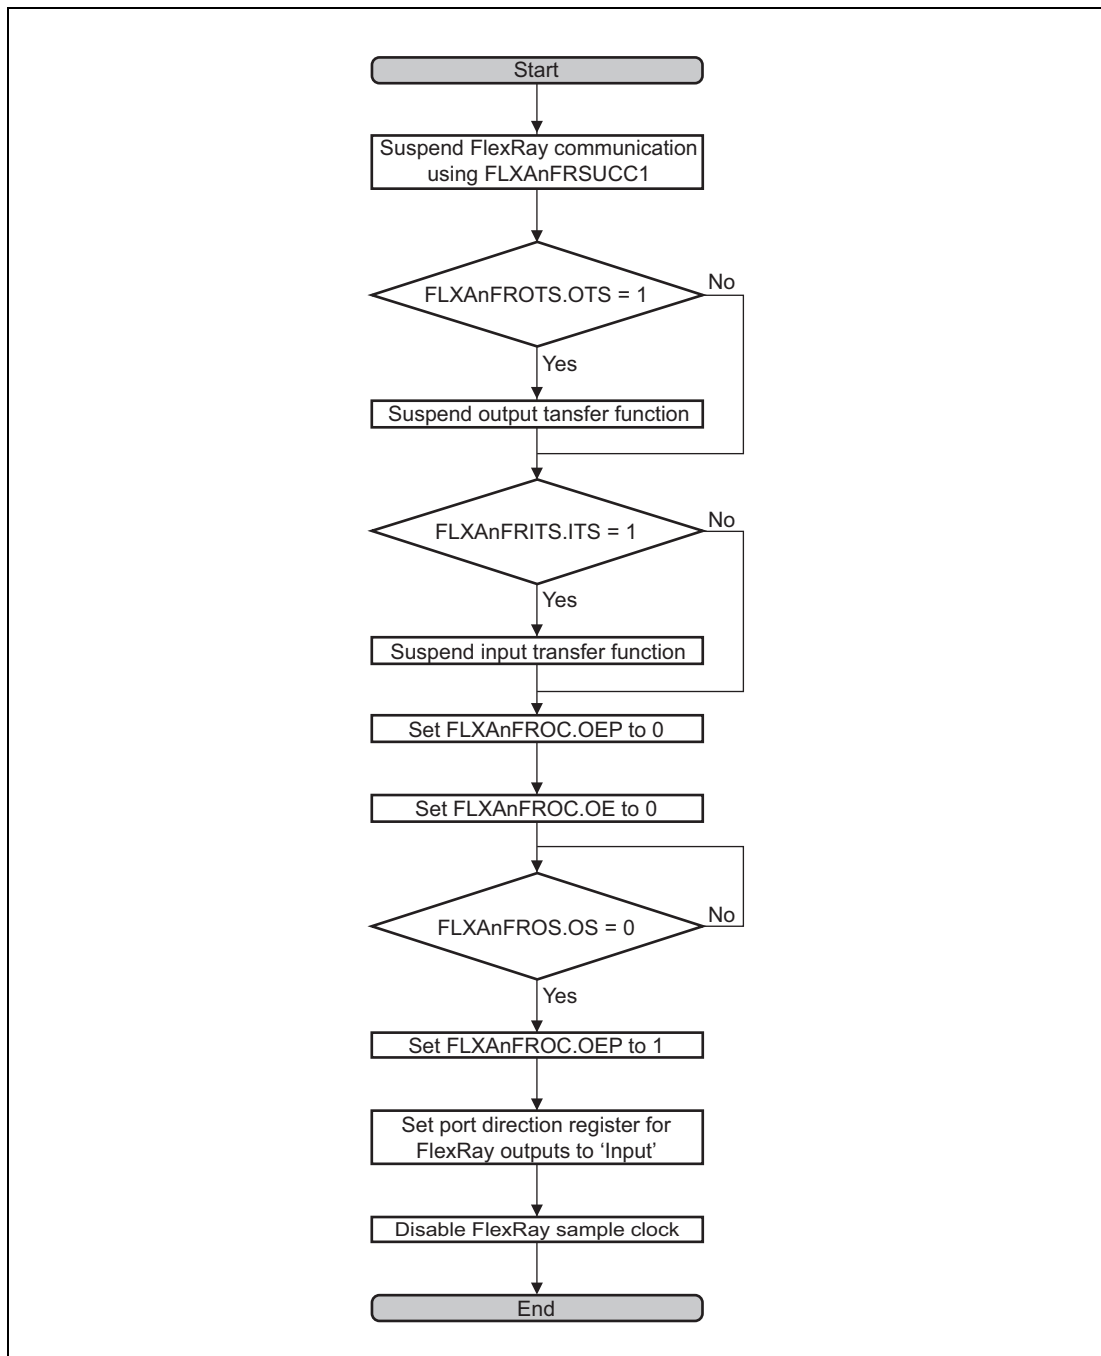 Start
Suspend FlexRay communication
using FLXAnFRSUCC1
FLXAnFROTS.OTS = 1
No
Yes
Suspend output tansfer function
FLXAnFRITS.ITS = 1
No
Yes
Suspend input transfer function
Set FLXAnFROC.OEP to 0
Set FLXAnFROC.OE to 0
FLXAnFROS.OS = 0
No
Yes
Set FLXAnFROC.OEP to 1
Set port direction register for
FlexRay outputs to ‘Input’
Disable FlexRay sample clock
End